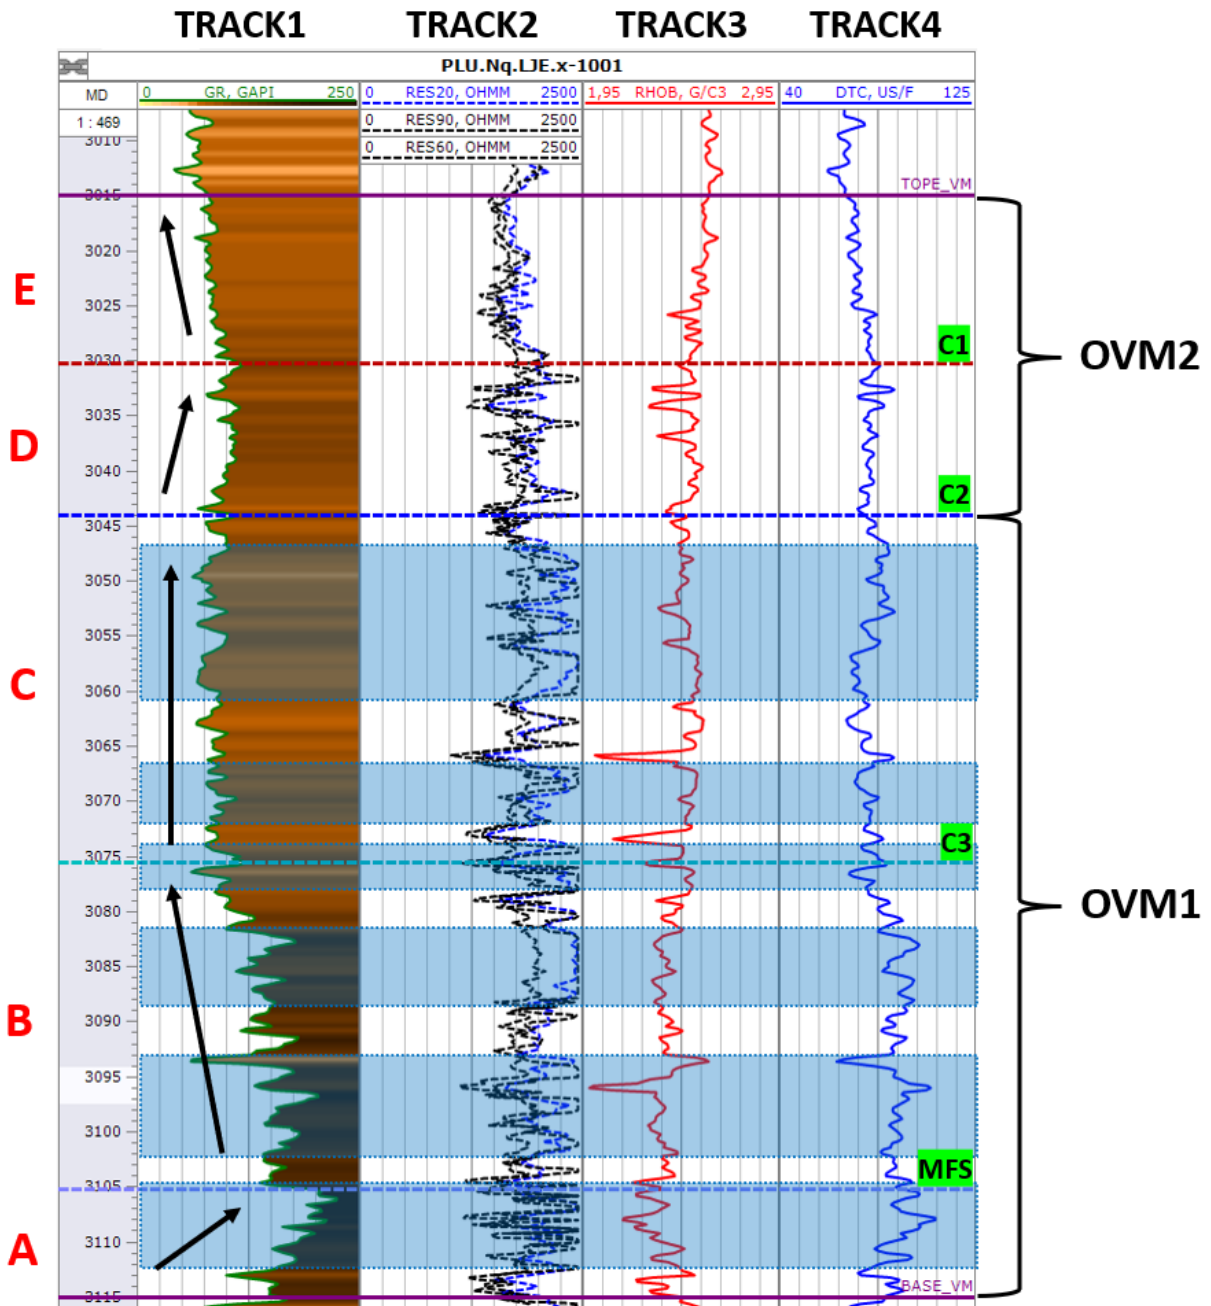 TRACK1 TRACK2 TRACK3 TRACK4
PLU.Nq.LJE.x-1001
MD 0 GR, GAPI 250 0 RES20, OHMM 2500 1,95 RHOB, G/C3 2,95 40 DTC, US/F 125
1 : 469 0 RES90, OHMM 2500
0 RES60, OHMM 2500
3010
TOPE_VM
3015
3020
E
3025
C1
3030
OVM2
3035
D
3040
C2
3045
3050
3055
C
3060
3065
3070
C3
3075
3080
OVM1
3085
B
3090
3095
3100
MFS
3105
3110
A
BASE_VM
3115